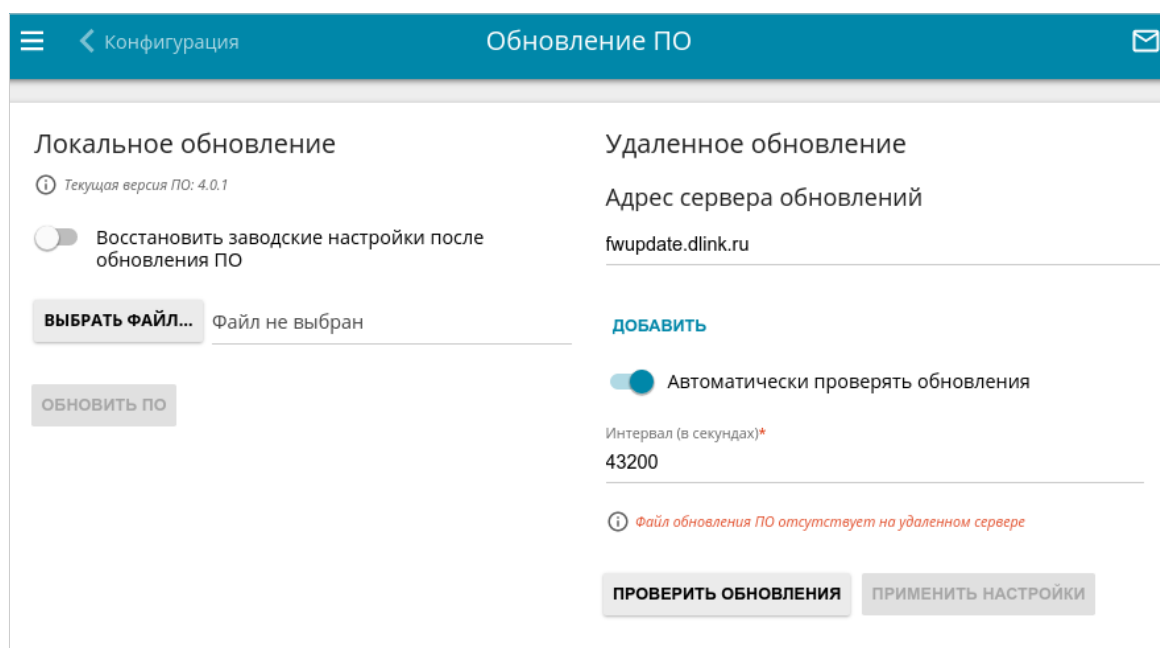 Конфигурация
Обновление ПО
Локальное обновление
Текущая версия ПО: 4.0.1
Восстановить заводские настройки после
обновления ПО
ВЫБРАТЬ ФАЙЛ...
Файл не выбран
ОБНОВИТЬ ПО
Удаленное обновление
Адрес сервера обновлений
fwupdate.dlink.ru
ДОБАВИТЬ
Автоматически проверять обновления
Интервал (в секундах)*
43200
Файл обновления ПО отсутствует на удаленном сервере
ПРОВЕРИТЬ ОБНОВЛЕНИЯ
ПРИМЕНИТЬ НАСТРОЙКИ